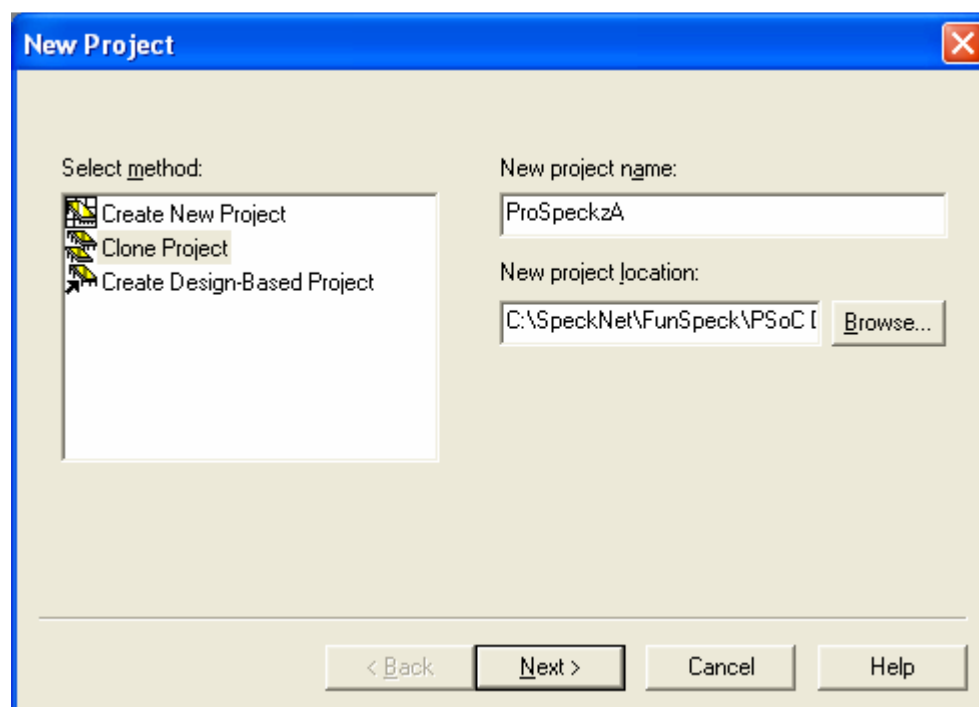 New Project
Select method:
Create New Project
Clone Project
Create Design-Based Project
New project name:
ProSpeckzA
New project location:
C:\SpeckNet\FunSpeck\PSoC D
Browse...
< Back
Next >
Cancel
Help